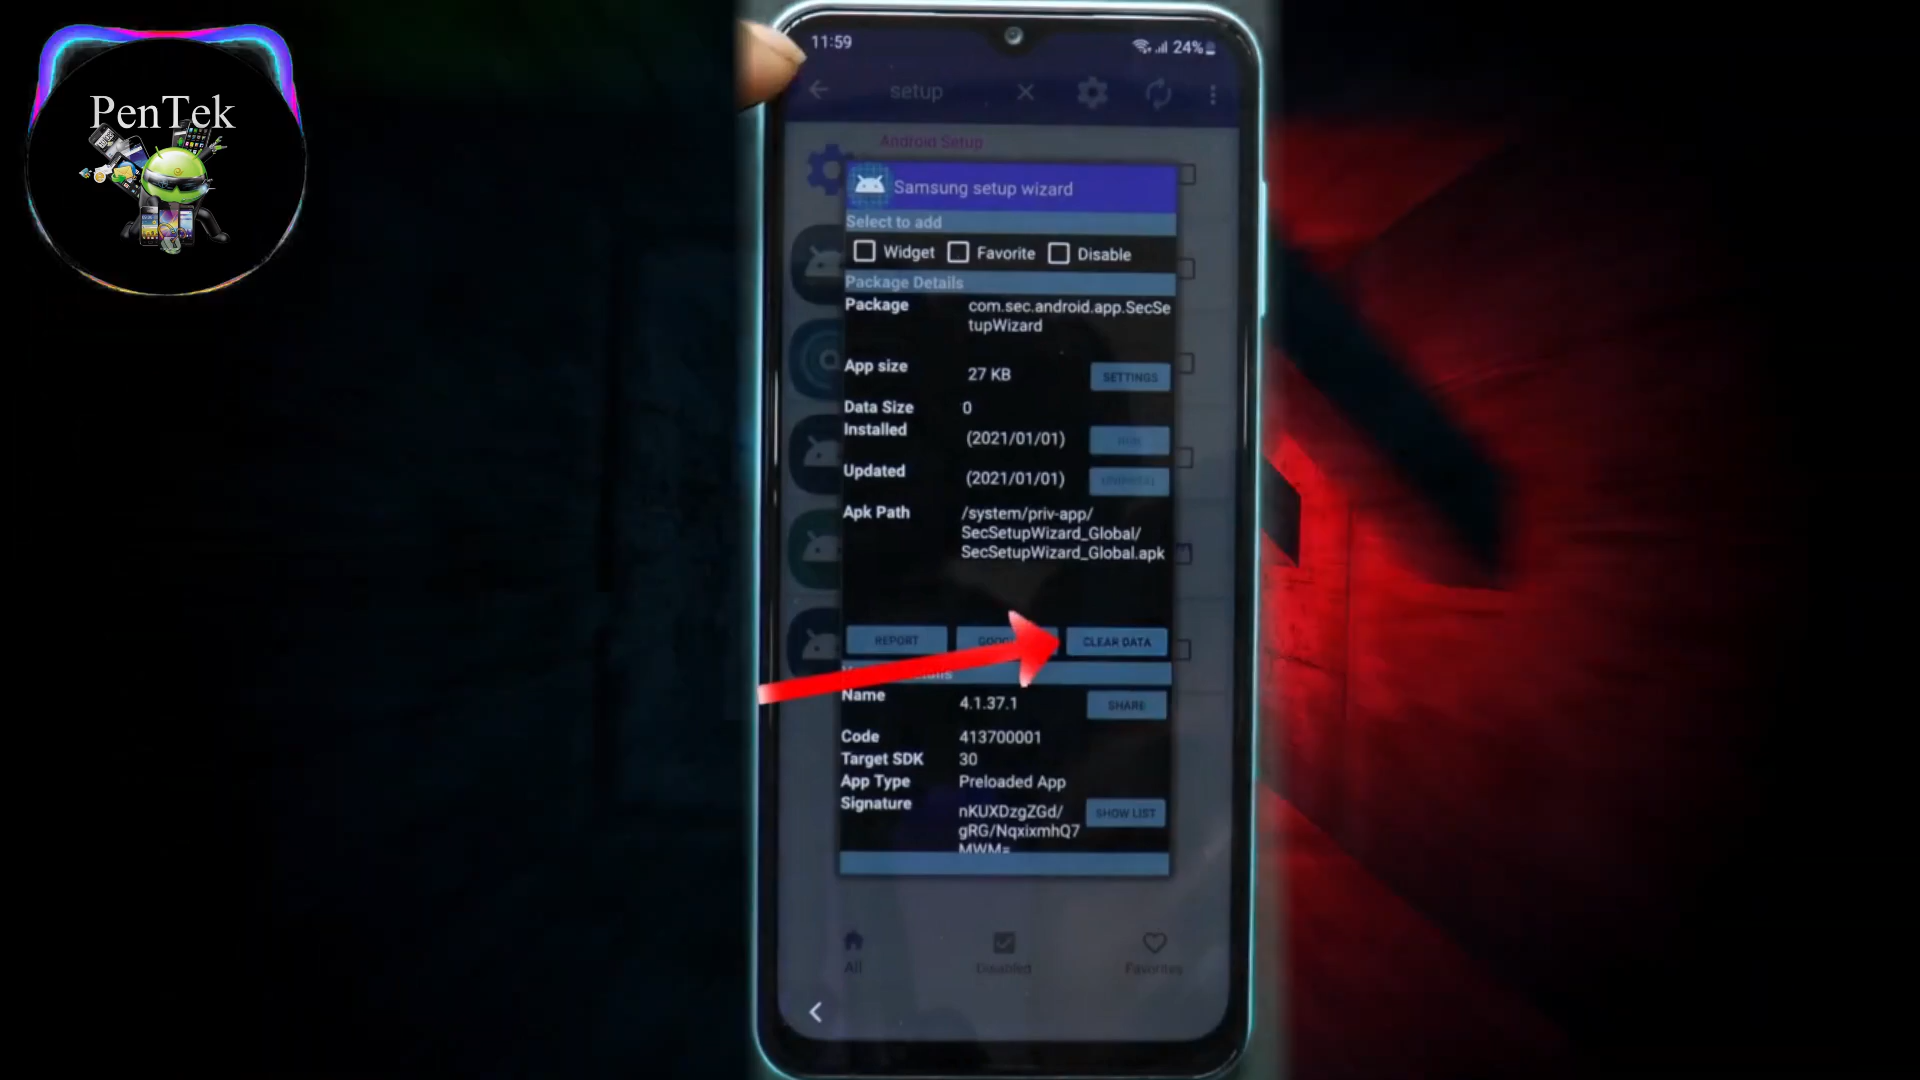 PenTek
11:59
24%
setup
Android Setup
Samsung setup wizard
Select to add
Widget Favorite Disable
Package Details
Package com.sec.android.app.SecSe
tupWizard
App size 27 KB SETTINGS
Data Size 0
Installed (2021/01/01)
Updated (2021/01/01)
Apk Path /system/priv-app/
SecSetupWizard_Global/
SecSetupWizard_Global.apk
REPORT CLEAR DATA
Name 4.1.37.1 SHARE
Code 413700001
Target SDK 30
App Type Preloaded App
Signature nKUXDzgZGd/ SHOW LIST
gRG/NqxixmhQ7
MWM=
All Disabled Favorites